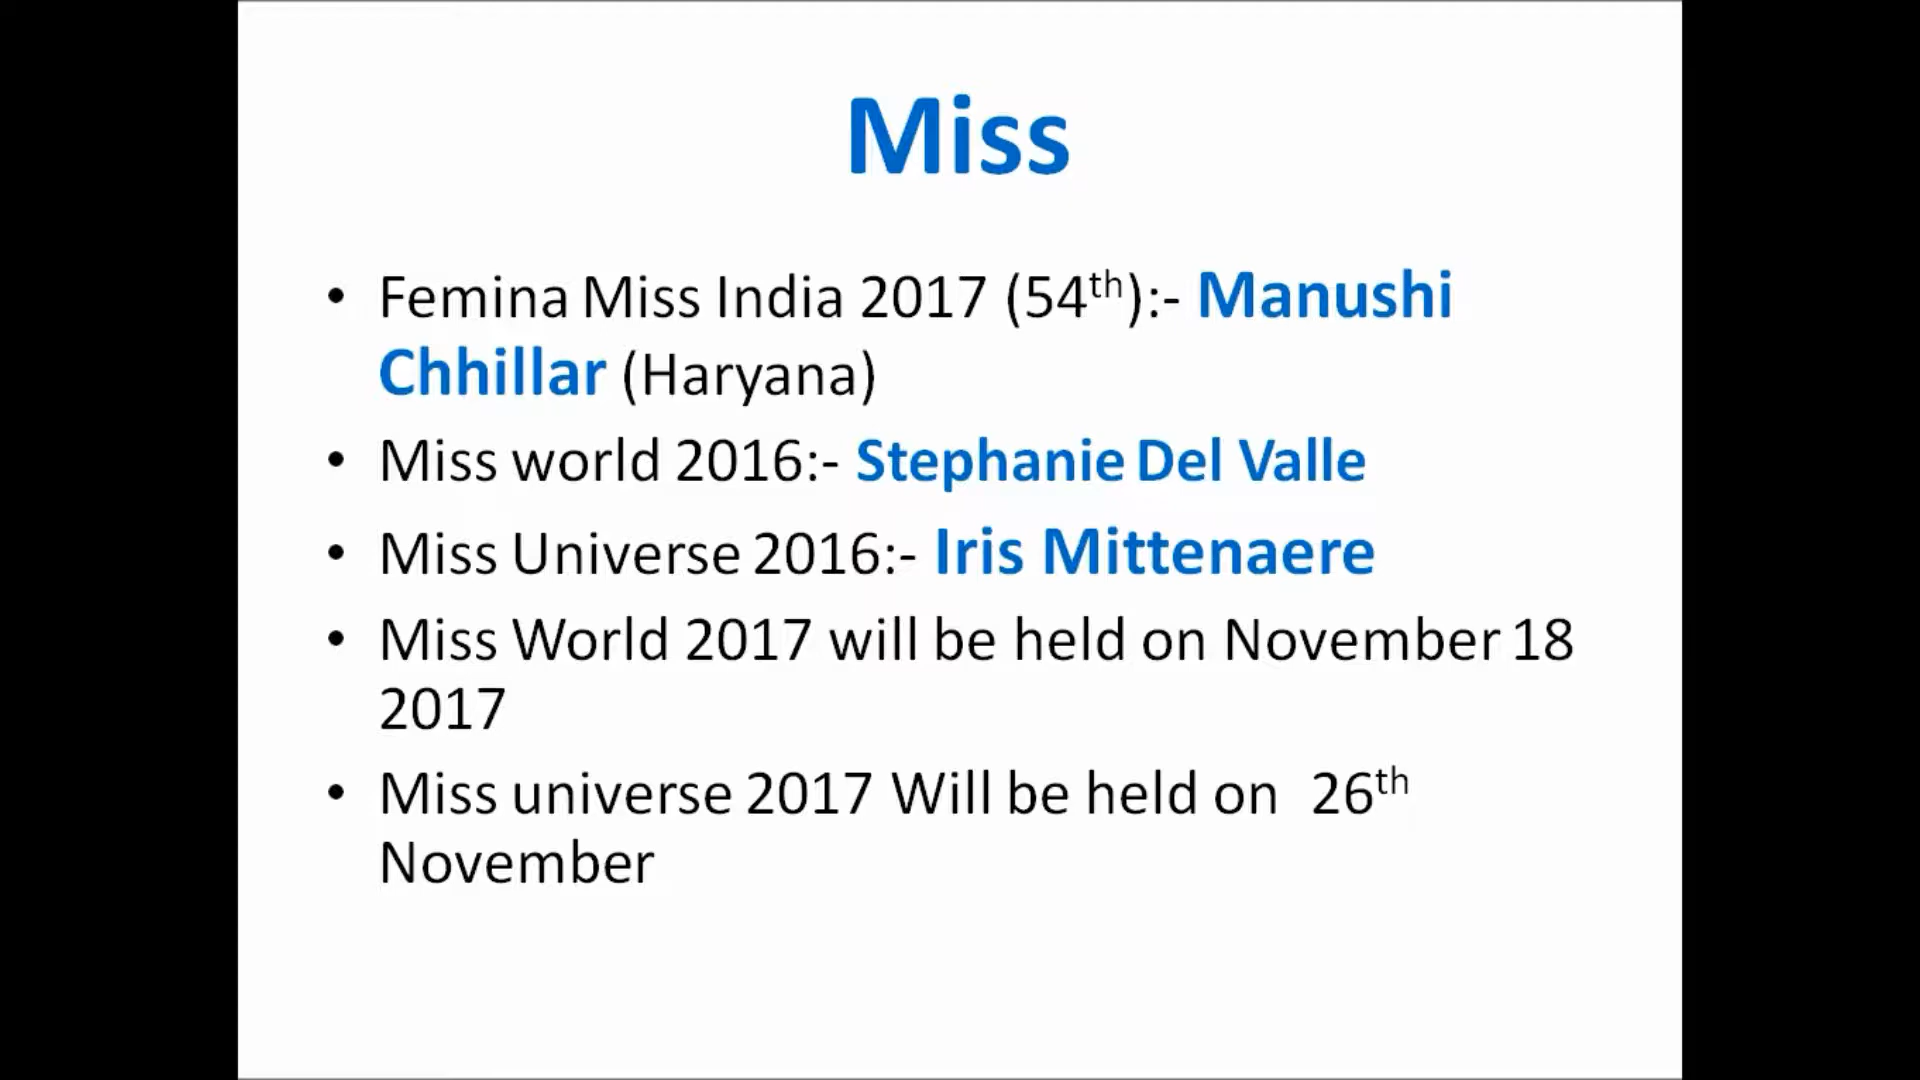 Miss
• Femina Miss India 2017 (54th):- Manushi
Chhillar (Haryana)
• Miss world 2016:- Stephanie Del Valle
• Miss Universe 2016:- Iris Mittenaere
• Miss World 2017 will be held on November 18
2017
• Miss universe 2017 Will be held on 26th
November